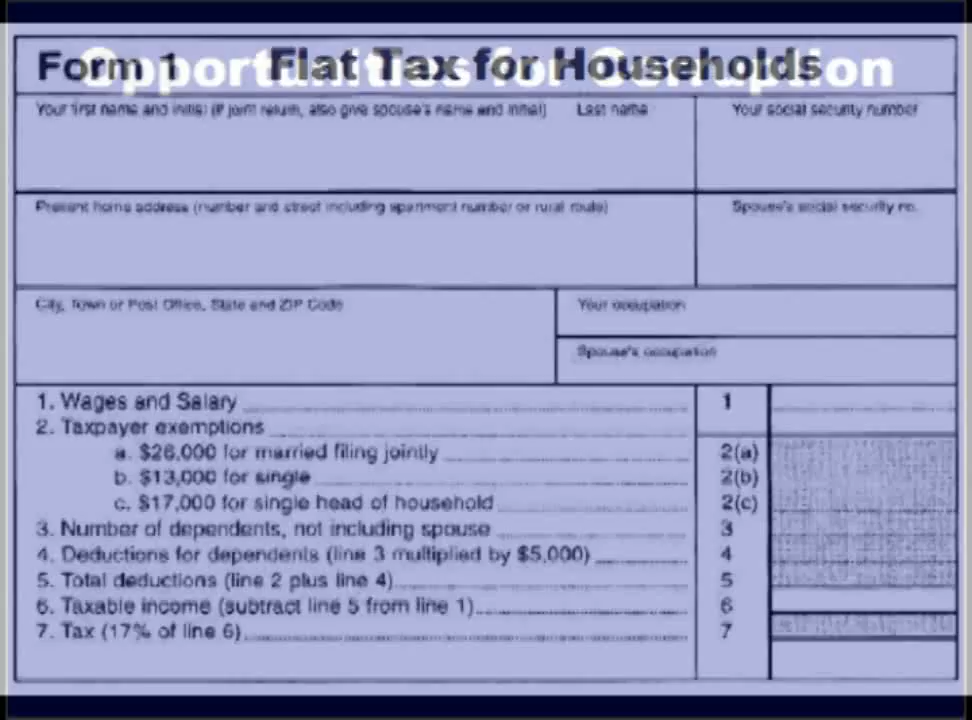 Form 1 Flat Tax for Households
Opportunities for Corruption
Your first name and initial (if joint return, also give spouse's name and initial) Last name Your social security number
Present home address (number and street including apartment number or rural route) Spouse's social security no.
City, Town or Post Office, State and ZIP Code Your occupation
Spouse's occupation
1. Wages and Salary 1
2. Taxpayer exemptions
a. $26,000 for married filing jointly 2(a)
b. $13,000 for single 2(b)
c. $17,000 for single head of household 2(c)
3. Number of dependents, not including spouse 3
4. Deductions for dependents (line 3 multiplied by $5,000) 4
5. Total deductions (line 2 plus line 4) 5
6. Taxable income (subtract line 5 from line 1) 6
7. Tax (17% of line 6) 7